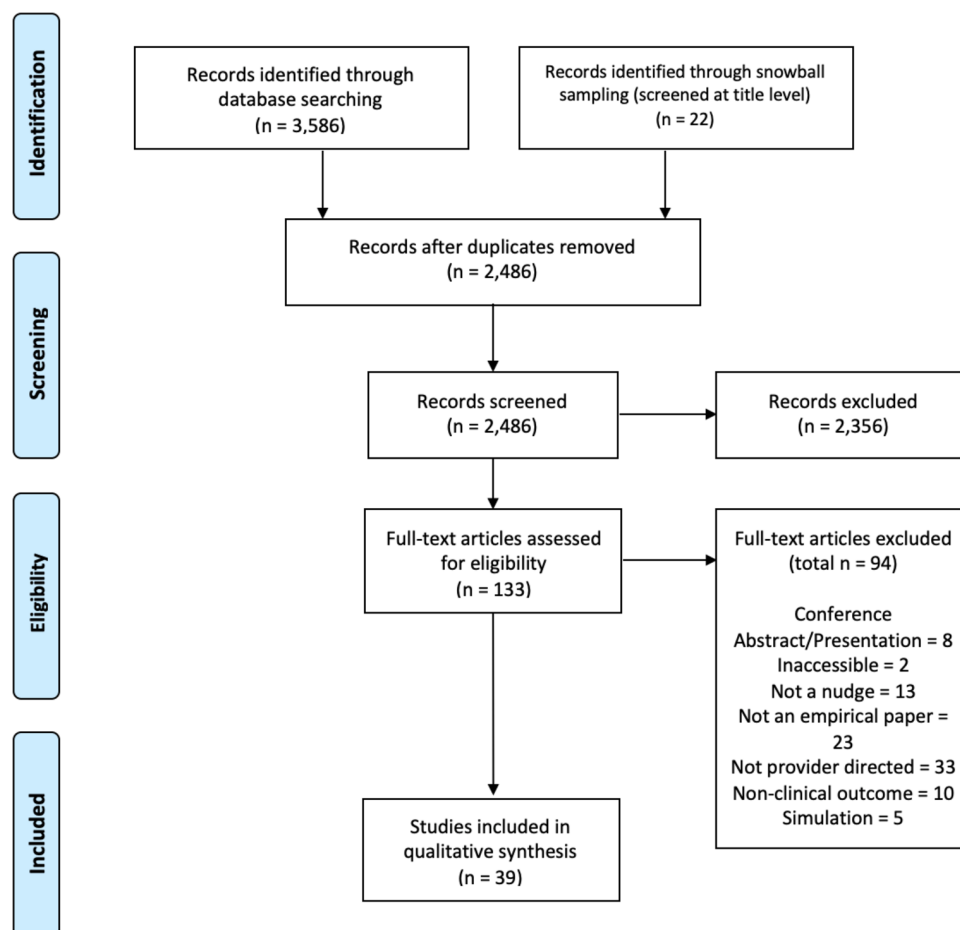 Identification
Records identified through
database searching
(n = 3,586)
Records identified through snowball
sampling (screened at title level)
(n = 22)
Records after duplicates removed
(n = 2,486)
Screening
Records screened
(n = 2,486)
Records excluded
(n = 2,356)
Eligibility
Full-text articles assessed
for eligibility
(n = 133)
Full-text articles excluded
(total n = 94)
Conference
Abstract/Presentation = 8
Inaccessible = 2
Not a nudge = 13
Not an empirical paper =
23
Not provider directed = 33
Non-clinical outcome = 10
Simulation = 5
Included
Studies included in
qualitative synthesis
(n = 39)